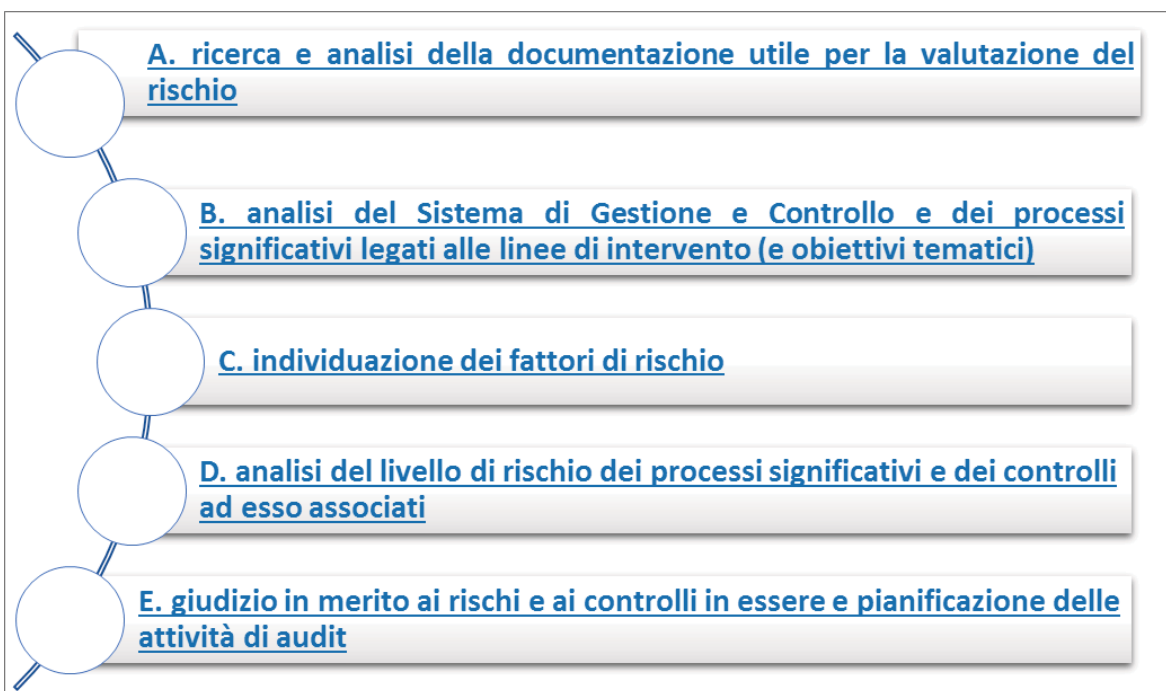 A. ricerca e analisi della documentazione utile per la valutazione del
rischio
B. analisi del Sistema di Gestione e Controllo e dei processi
significativi legati alle linee di intervento (e obiettivi tematici)
C. individuazione dei fattori di rischio
D. analisi del livello di rischio dei processi significativi e dei controlli
ad esso associati
E. giudizio in merito ai rischi e ai controlli in essere e pianificazione delle
attività di audit